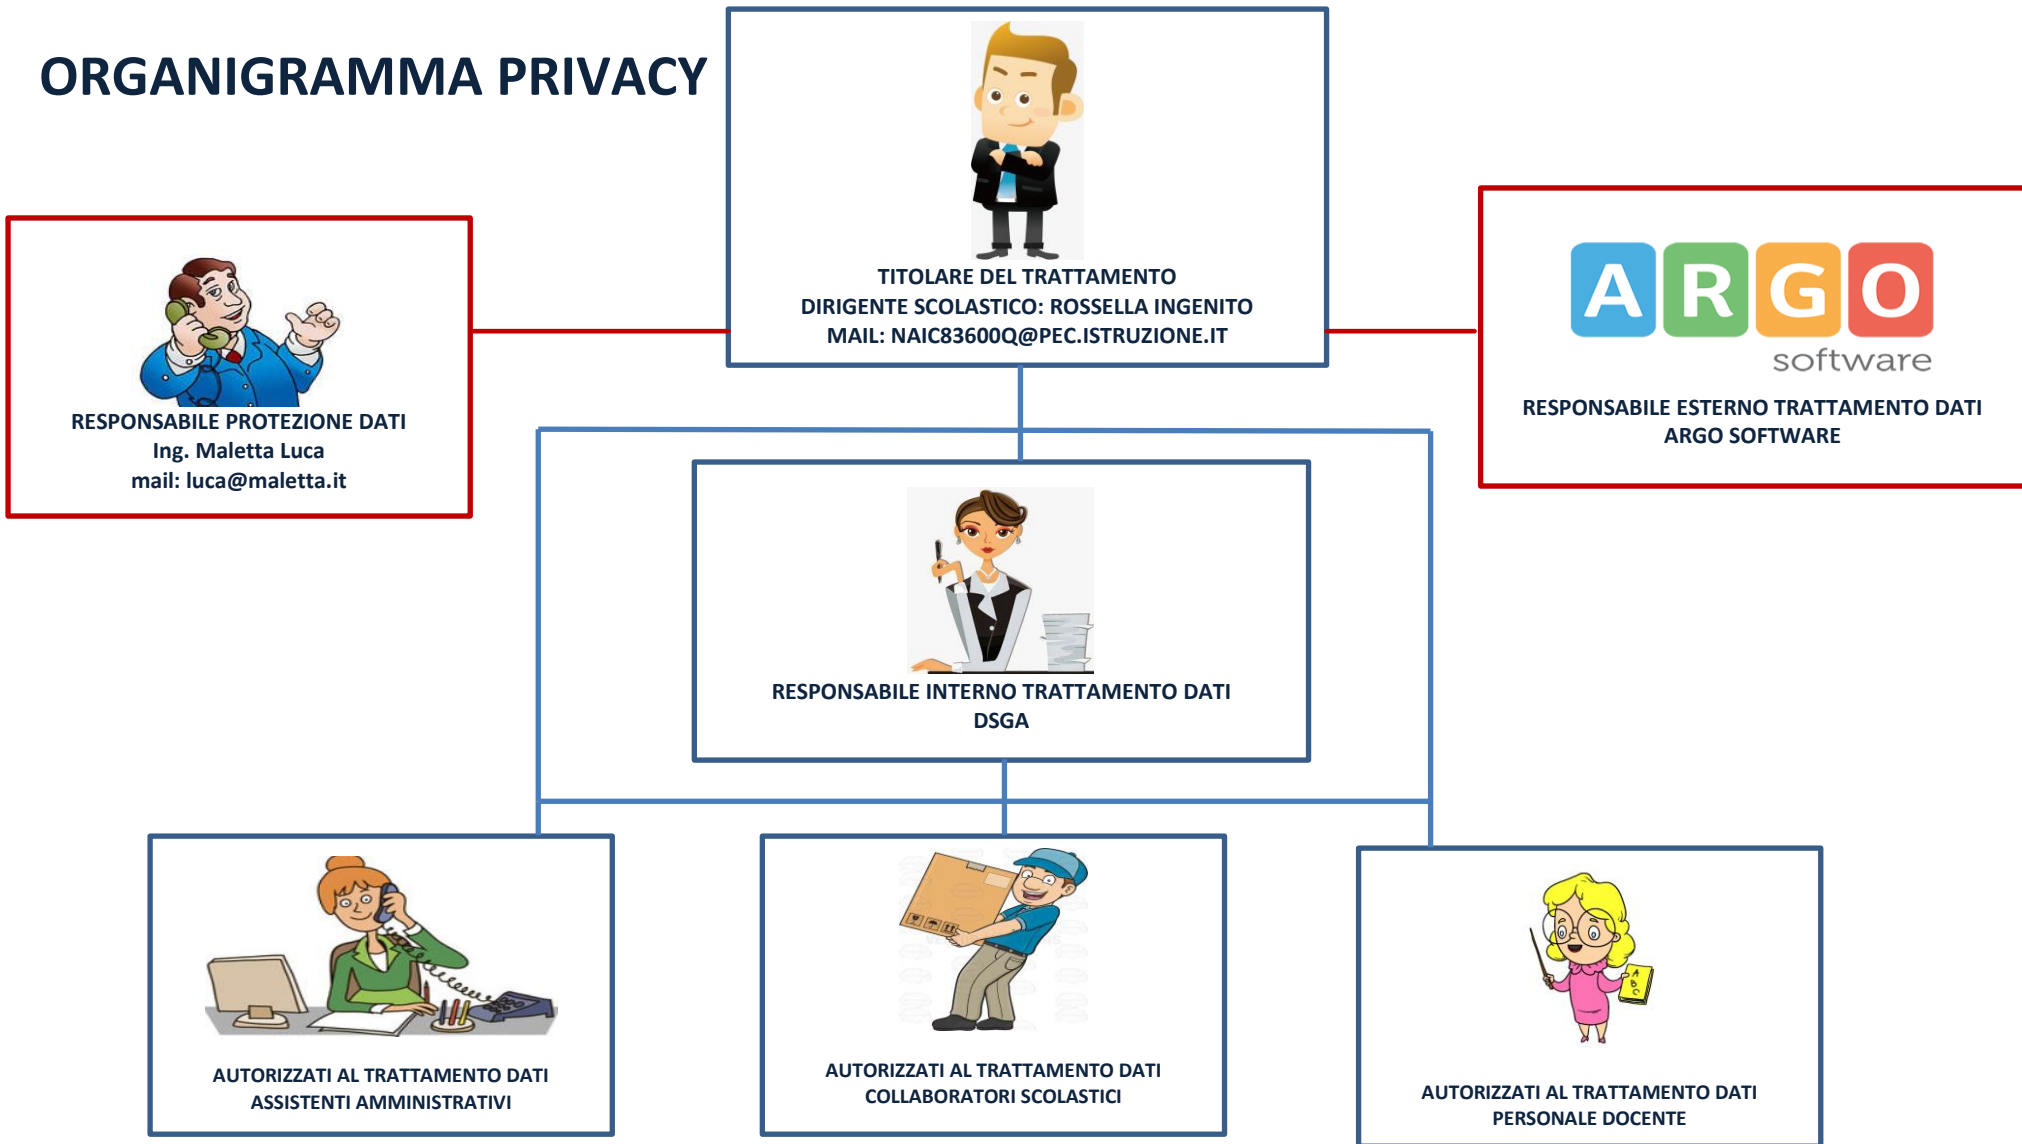 ORGANIGRAMMA PRIVACY
TITOLARE DEL TRATTAMENTO
DIRIGENTE SCOLASTICO: ROSSELLA INGENITO
MAIL: NAIC83600Q@PEC.ISTRUZIONE.IT
RESPONSABILE PROTEZIONE DATI
Ing. Maletta Luca
mail: luca@maletta.it
ARGO
software
RESPONSABILE ESTERNO TRATTAMENTO DATI
ARGO SOFTWARE
RESPONSABILE INTERNO TRATTAMENTO DATI
DSGA
AUTORIZZATI AL TRATTAMENTO DATI
ASSISTENTI AMMINISTRATIVI
AUTORIZZATI AL TRATTAMENTO DATI
COLLABORATORI SCOLASTICI
A
B
C
AUTORIZZATI AL TRATTAMENTO DATI
PERSONALE DOCENTE